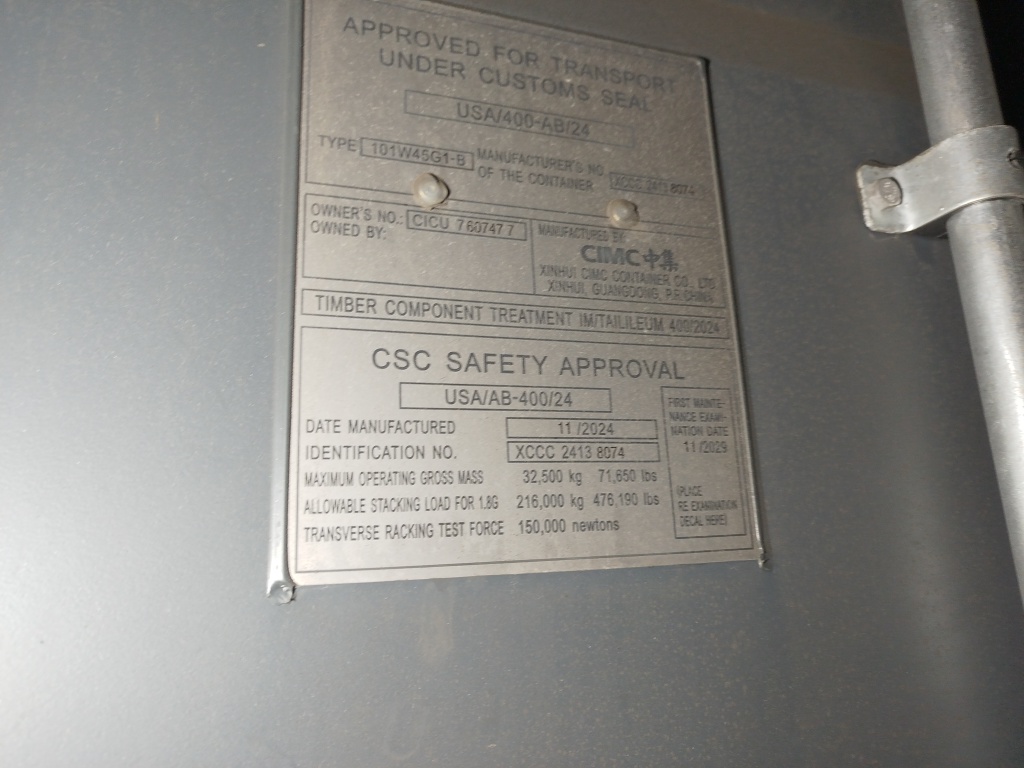 APPROVED FOR TRANSPORT
UNDER CUSTOMS SEAL
USA/400-AB/24
TYPE 101W45G1-B MANUFACTURER'S NO.
OF THE CONTAINER XCCC 2413 8074
OWNER'S NO.: CICU 760747 7
OWNED BY:
MANUFACTURED BY:
CIMC中集
XINHUI CIMC CONTAINER CO., LTD
XINHUI, GUANGDONG, P.R.CHINA
TIMBER COMPONENT TREATMENT IM/TAILILEUM 400/2024
CSC SAFETY APPROVAL
USA/AB-400/24
DATE MANUFACTURED 11 /2024
IDENTIFICATION NO. XCCC 2413 8074
MAXIMUM OPERATING GROSS MASS 32,500 kg 71,650 lbs
ALLOWABLE STACKING LOAD FOR 1.8G 216,000 kg 476,190 lbs
TRANSVERSE RACKING TEST FORCE 150,000 newtons
FIRST MAINTE-
NANCE EXAMI-
NATION DATE
11 /2029
(PLACE
RE EXAMINATION
DECAL HERE)